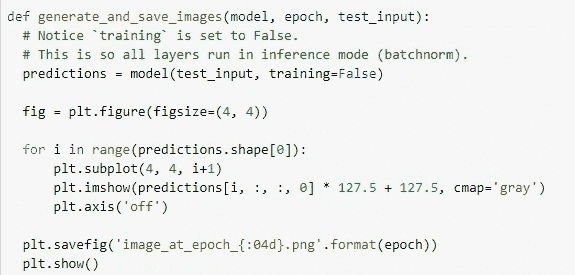 def generate_and_save_images(model, epoch, test_input):
  # Notice `training` is set to False.
  # This is so all layers run in inference mode (batchnorm).
  predictions = model(test_input, training=False)

  fig = plt.figure(figsize=(4, 4))

  for i in range(predictions.shape[0]):
      plt.subplot(4, 4, i+1)
      plt.imshow(predictions[i, :, :, 0] * 127.5 + 127.5, cmap='gray')
      plt.axis('off')

  plt.savefig('image_at_epoch_{:04d}.png'.format(epoch))
  plt.show()